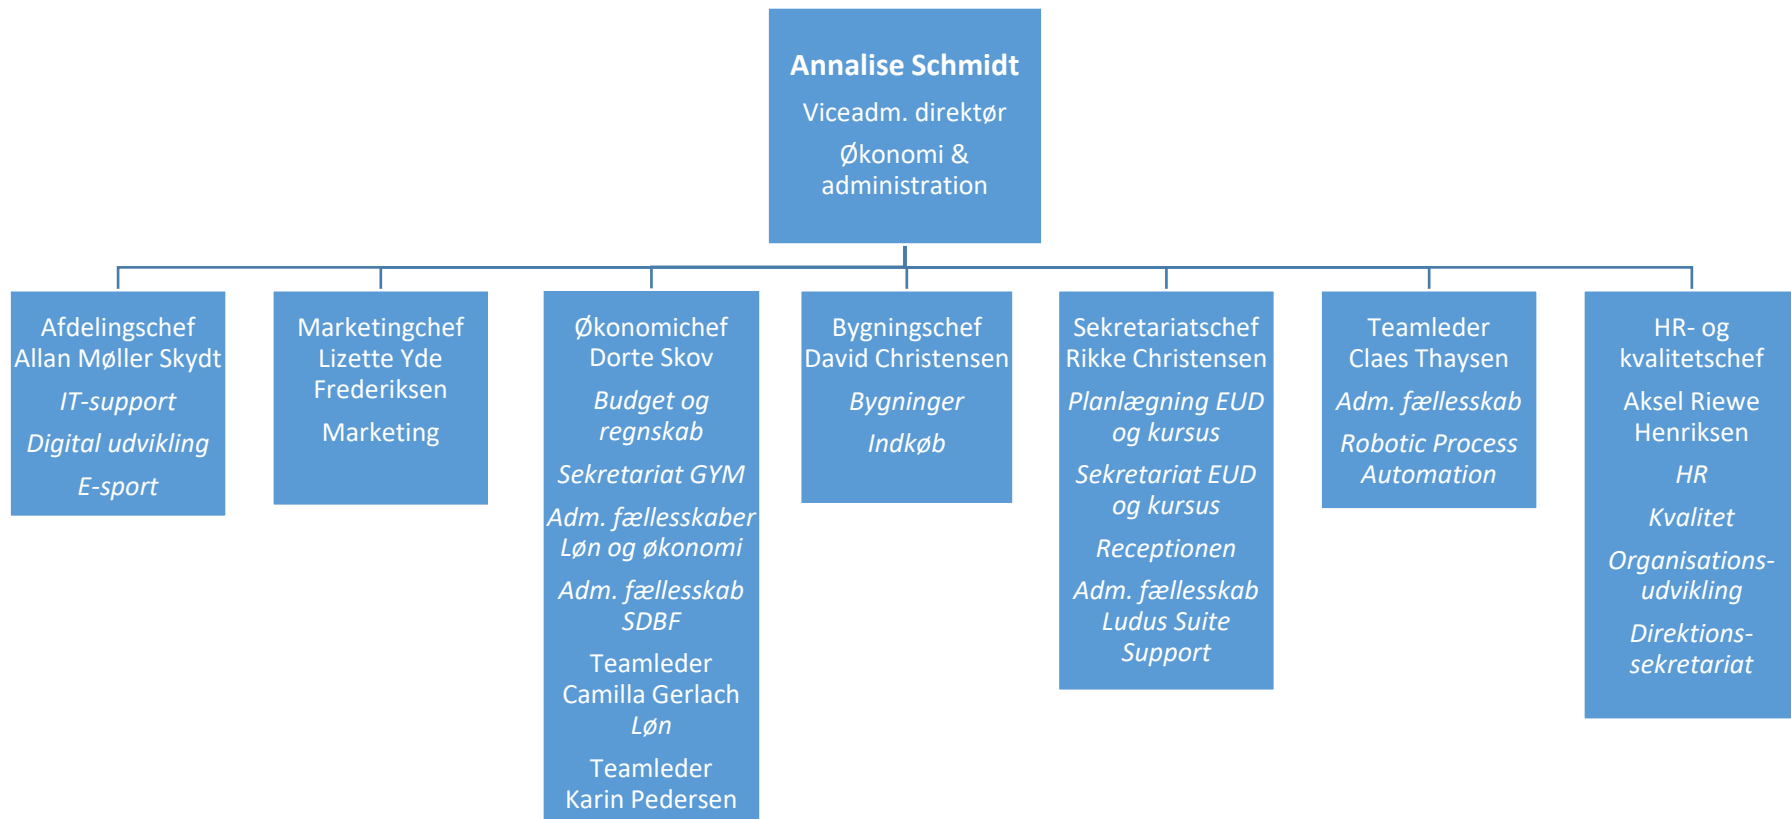 Annalise Schmidt
Viceadm. direktør
Økonomi &
administration
Afdelingschef
Allan Møller Skydt
IT-support
Digital udvikling
E-sport
Marketingchef
Lizette Yde
Frederiksen
Marketing
Økonomichef
Dorte Skov
Budget og
regnskab
Sekretariat GYM
Adm. fællesskaber
Løn og økonomi
Adm. fællesskab
SDBF
Teamleder
Camilla Gerlach
Løn
Teamleder
Karin Pedersen
Bygningschef
David Christensen
Bygninger
Indkøb
Sekretariatschef
Rikke Christensen
Planlægning EUD
og kursus
Sekretariat EUD
og kursus
Receptionen
Adm. fællesskab
Ludus Suite
Support
Teamleder
Claes Thaysen
Adm. fællesskab
Robotic Process
Automation
HR- og
kvalitetschef
Aksel Riewe
Henriksen
HR
Kvalitet
Organisations-
udvikling
Direktions-
sekretariat